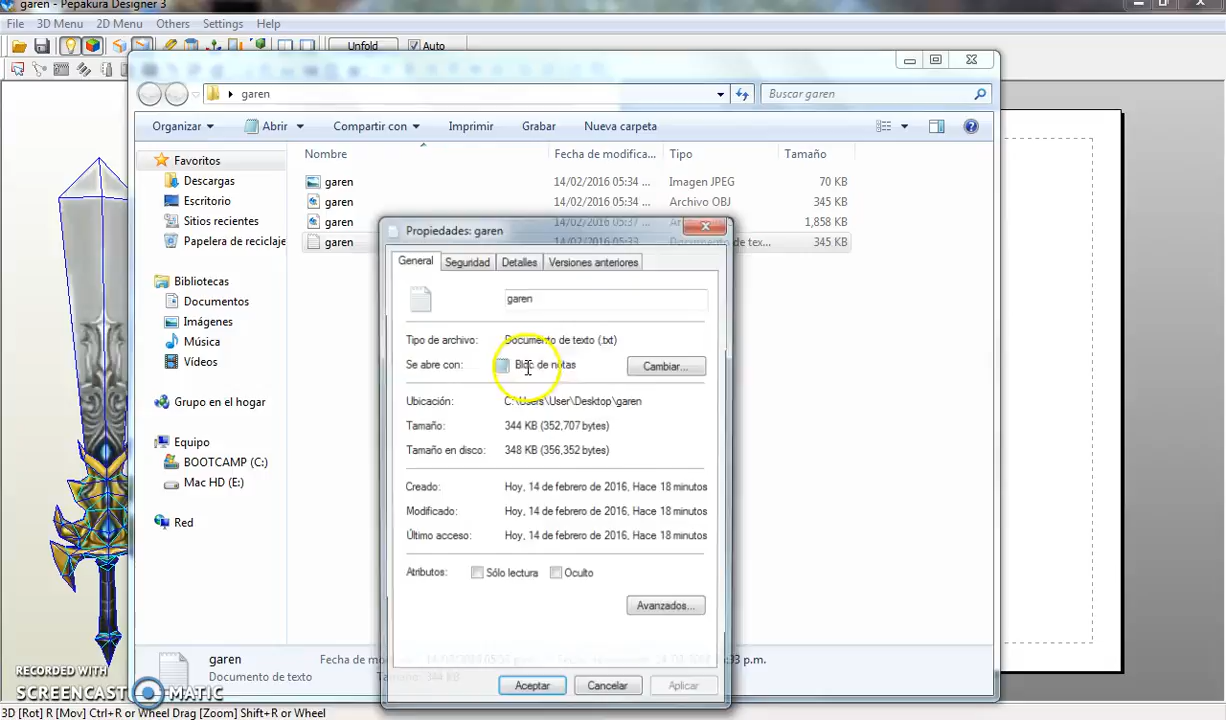 garen - Pepakura Designer 3
File 3D Menu 2D Menu Others Settings Help
Unfold Auto
garen
Buscar garen
Organizar Abrir Compartir con Imprimir Grabar Nueva carpeta
Favoritos
Descargas
Escritorio
Sitios recientes
Papelera de reciclaje
Bibliotecas
Documentos
Imágenes
Música
Vídeos
Grupo en el hogar
Equipo
BOOTCAMP (C:)
Mac HD (E:)
Red
Nombre Fecha de modifica... Tipo Tamaño
garen 14/02/2016 05:34 ... Imagen JPEG 70 KB
garen 14/02/2016 05:34 ... Archivo OBJ 345 KB
garen 1,858 KB
garen 345 KB
Propiedades: garen
General Seguridad Detalles Versiones anteriores
garen
Tipo de archivo: Documento de texto (.txt)
Se abre con: Bloc de notas Cambiar...
Ubicación: C:\Users\User\Desktop\garen
Tamaño: 344 KB (352,707 bytes)
Tamaño en disco: 348 KB (356,352 bytes)
Creado: Hoy, 14 de febrero de 2016, Hace 18 minutos
Modificado: Hoy, 14 de febrero de 2016, Hace 18 minutos
Último acceso: Hoy, 14 de febrero de 2016, Hace 18 minutos
Atributos: Sólo lectura Oculto
Avanzados...
Aceptar Cancelar Aplicar
garen
Documento de texto
Fecha de
p.m.
RECORDED WITH
SCREENCAST MATIC
3D [Rot] R [Mov] Ctrl+R or Wheel Drag [Zoom] Shift+R or Wheel